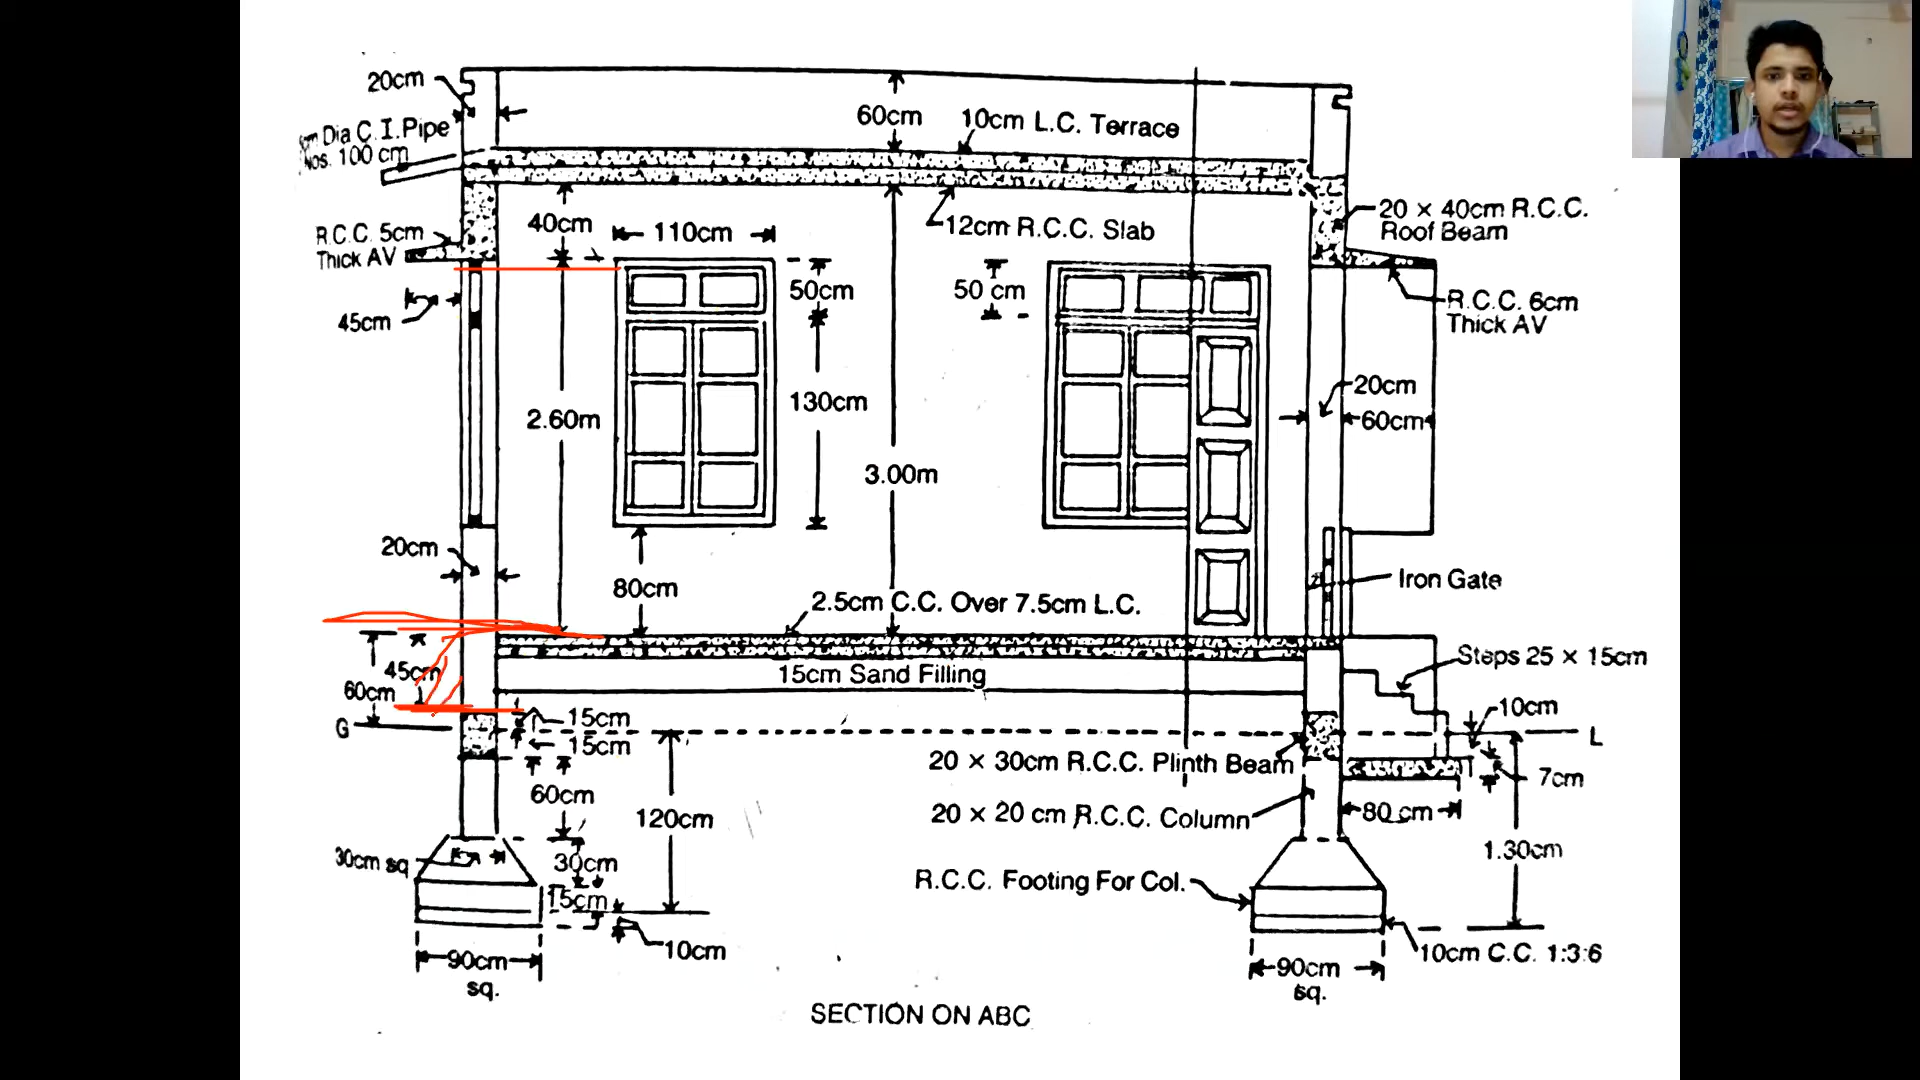 20cm
60cm
10cm L.C. Terrace
Dia C.I.Pipe
Nos. 100 cm
R.C.C. 5cm
Thick AV
40cm
110cm
12cm R.C.C. Slab
20 × 40cm R.C.C.
Roof Beam
50cm
50 cm
45cm
R.C.C. 6cm
Thick AV
2.60m
130cm
3.00m
20cm
60cm
20cm
80cm
2.5cm C.C. Over 7.5cm L.C.
Iron Gate
45cm
60cm
15cm Sand Filling
Steps 25 × 15cm
G
15cm
15cm
10cm
L
60cm
120cm
20 × 30cm R.C.C. Plinth Beam
7cm
20 × 20 cm R.C.C. Column
80 cm
30cm sq
30cm
15cm
R.C.C. Footing For Col.
1.30cm
10cm
10cm C.C. 1:3:6
90cm
sq.
90cm
sq.
SECTION ON ABC